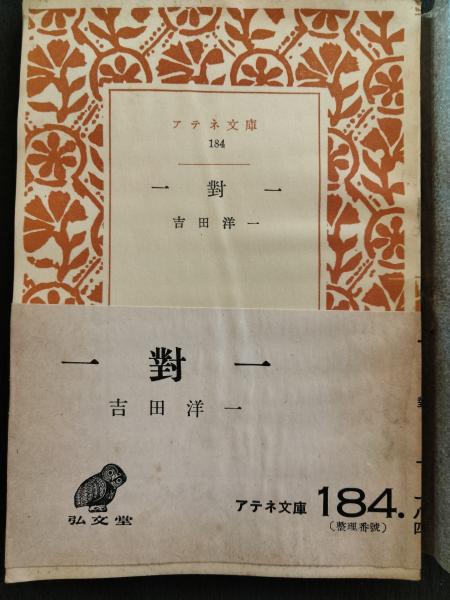 アテネ文庫
184
一對一
吉田洋一
一對一
吉田洋一
弘文堂
アテネ文庫 184.
(整理番號)